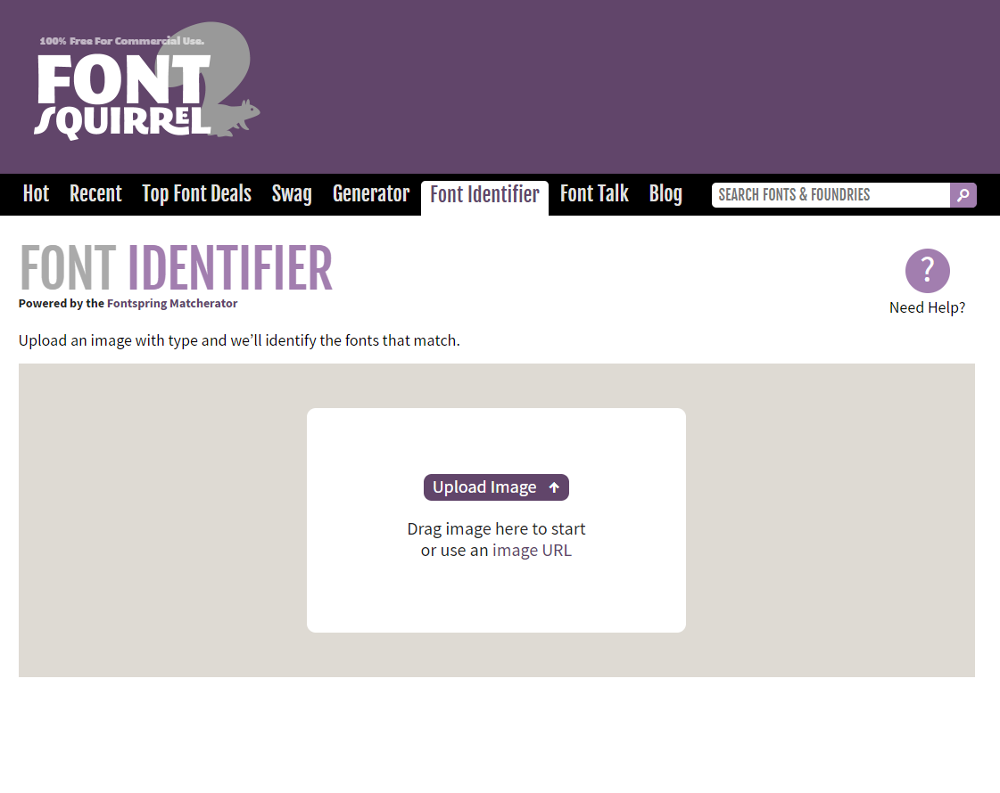 100% Free For Commercial Use.
FONT
SQUIRREL
Hot Recent Top Font Deals Swag Generator Font Identifier Font Talk Blog SEARCH FONTS & FOUNDRIES
FONT IDENTIFIER
Powered by the Fontspring Matcherator
?
Need Help?
Upload an image with type and we’ll identify the fonts that match.
Upload Image
Drag image here to start
or use an image URL